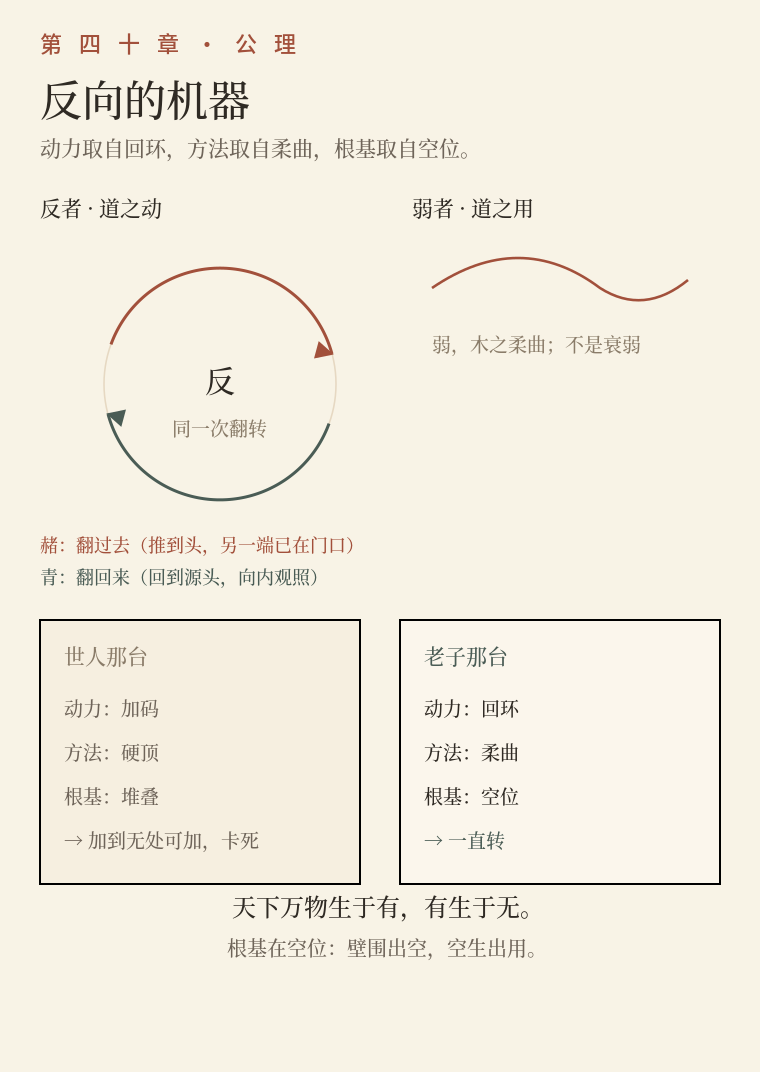 第四十章·公理
反向的机器
动力取自回环，方法取自柔曲，根基取自空位。
反者·道之动
弱者·道之用
弱，木之柔曲；不是衰弱
反
同一次翻转
赭：翻过去（推到头，另一端已在门口）
青：翻回来（回到源头，向内观照）
世人那台
动力：加码
方法：硬顶
根基：堆叠
→ 加到无处可加，卡死
老子那台
动力：回环
方法：柔曲
根基：空位
→ 一直转
天下万物生于有，有生于无。
根基在空位：壁围出空，空生出用。